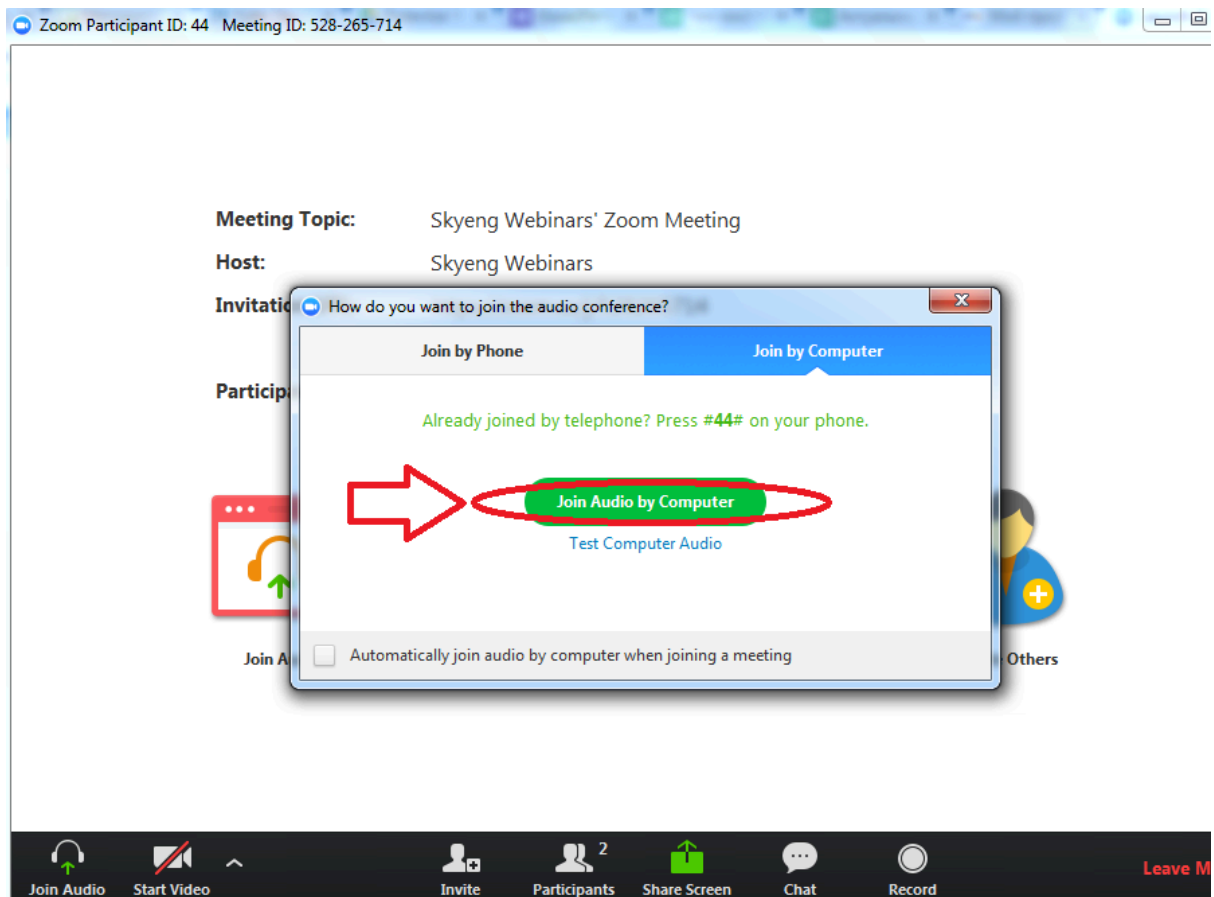 Zoom Participant ID: 44 Meeting ID: 528-265-714
Meeting Topic: Skyeng Webinars' Zoom Meeting
Host: Skyeng Webinars
How do you want to join the audio conference?
Join by Phone Join by Computer
Already joined by telephone? Press #44# on your phone.
Join Audio by Computer
Test Computer Audio
Automatically join audio by computer when joining a meeting
Join Others
Join Audio Start Video Invite Participants 2 Share Screen Chat Record Leave